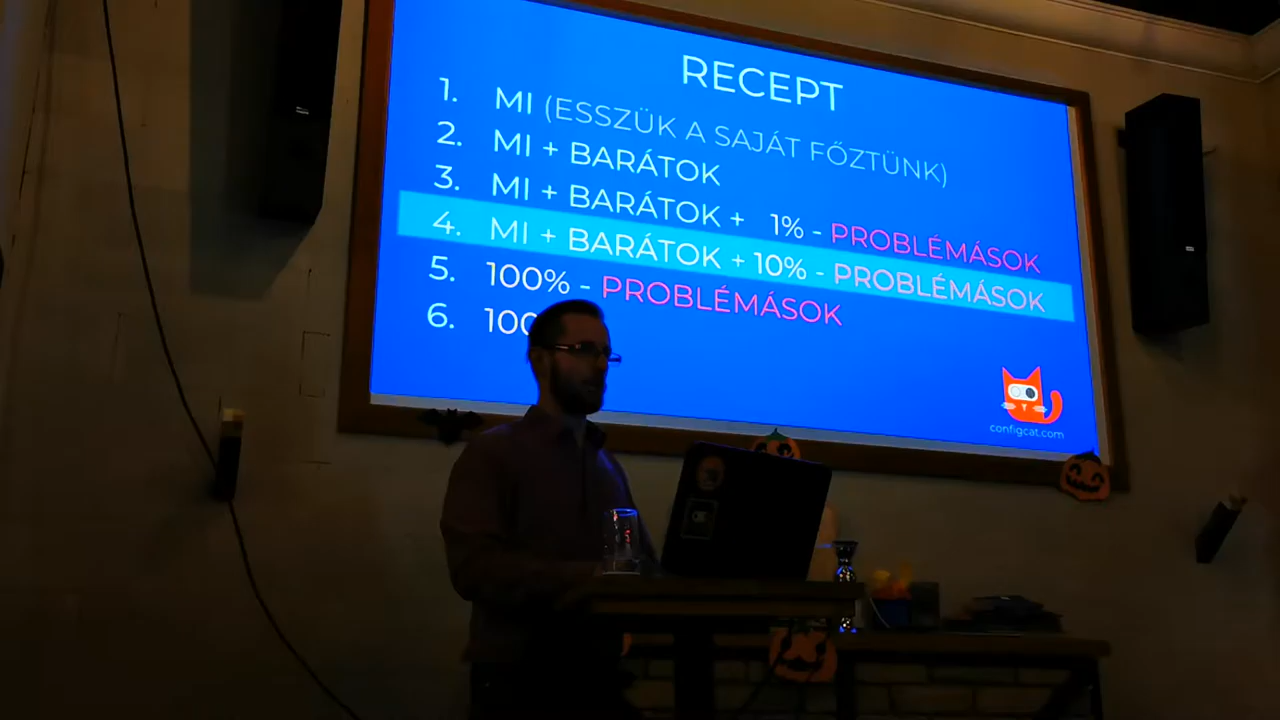 RECEPT
1. MI (ESSZÜK A SAJÁT FŐZTÜNK)
2. MI + BARÁTOK
3. MI + BARÁTOK + 1% - PROBLÉMÁSOK
4. MI + BARÁTOK + 10% - PROBLÉMÁSOK
5. 100% - PROBLÉMÁSOK
6. 100
configcat.com